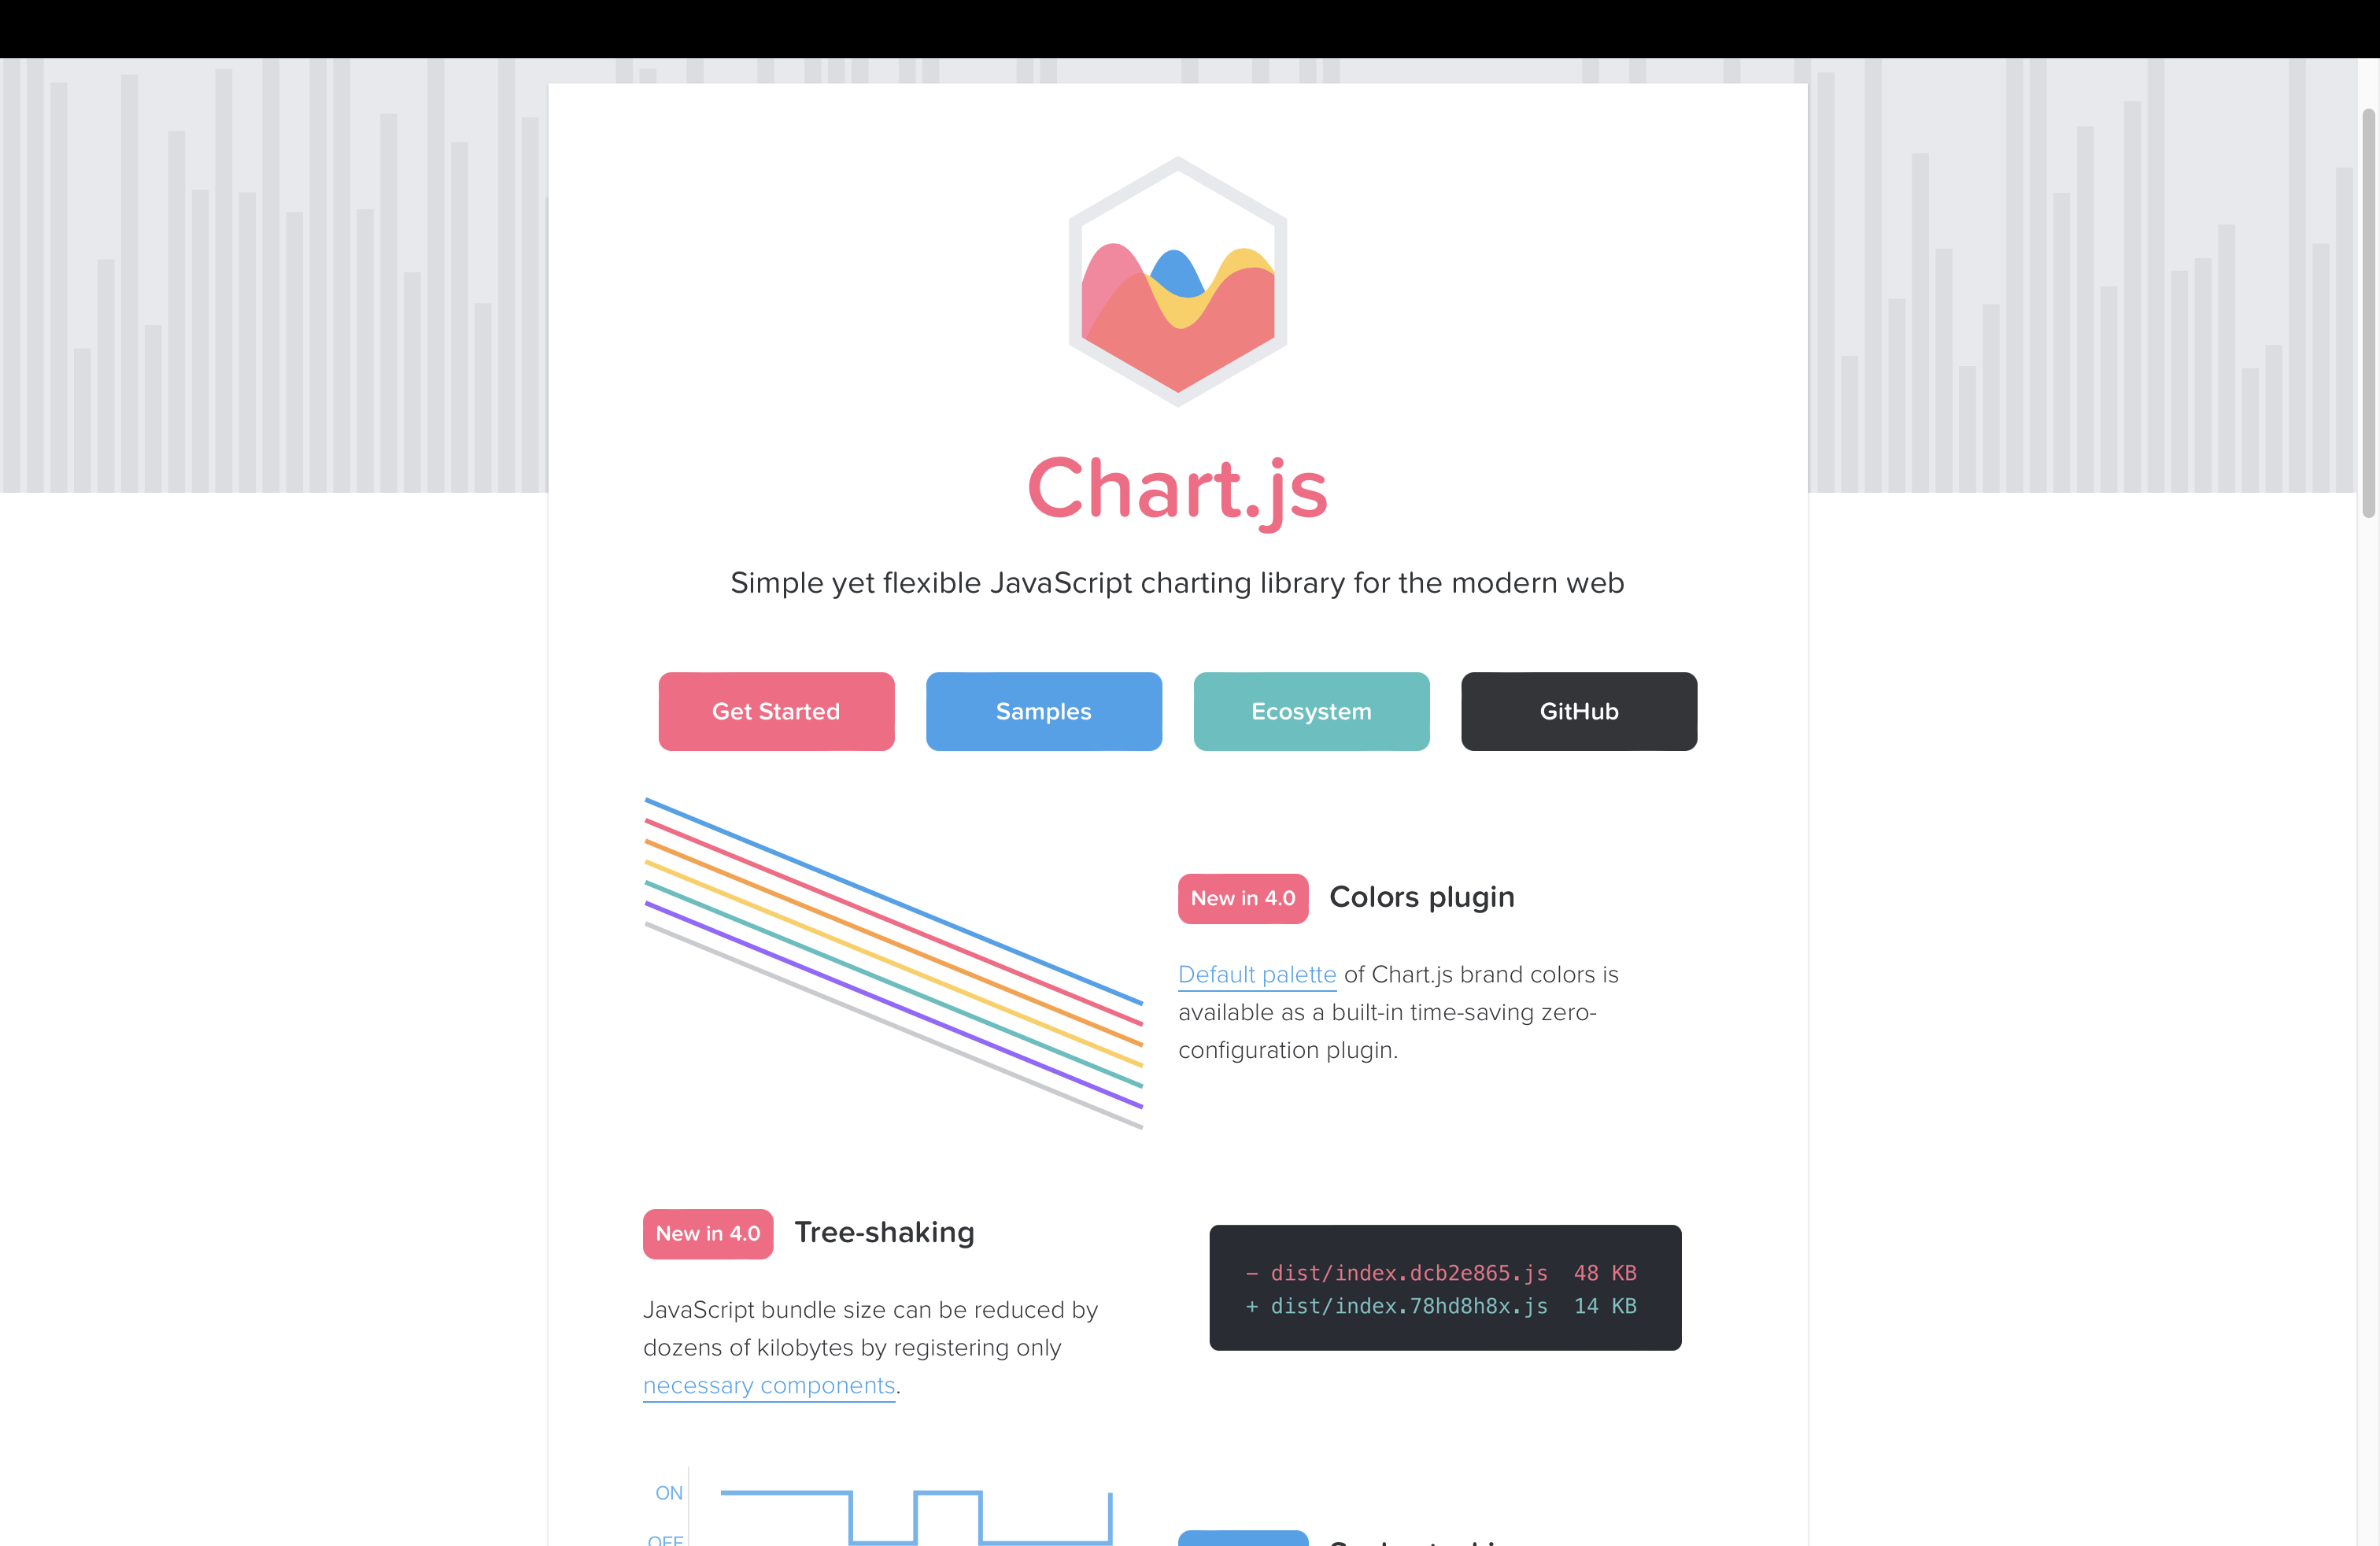 Chart.js
Simple yet flexible JavaScript charting library for the modern web
Get Started
Samples
Ecosystem
GitHub
New in 4.0
Colors plugin
Default palette of Chart.js brand colors is
available as a built-in time-saving zero-
configuration plugin.
New in 4.0
Tree-shaking
JavaScript bundle size can be reduced by
dozens of kilobytes by registering only
necessary components.
− dist/index.dcb2e865.js 48 KB
+ dist/index.78hd8h8x.js 14 KB
ON
OFF